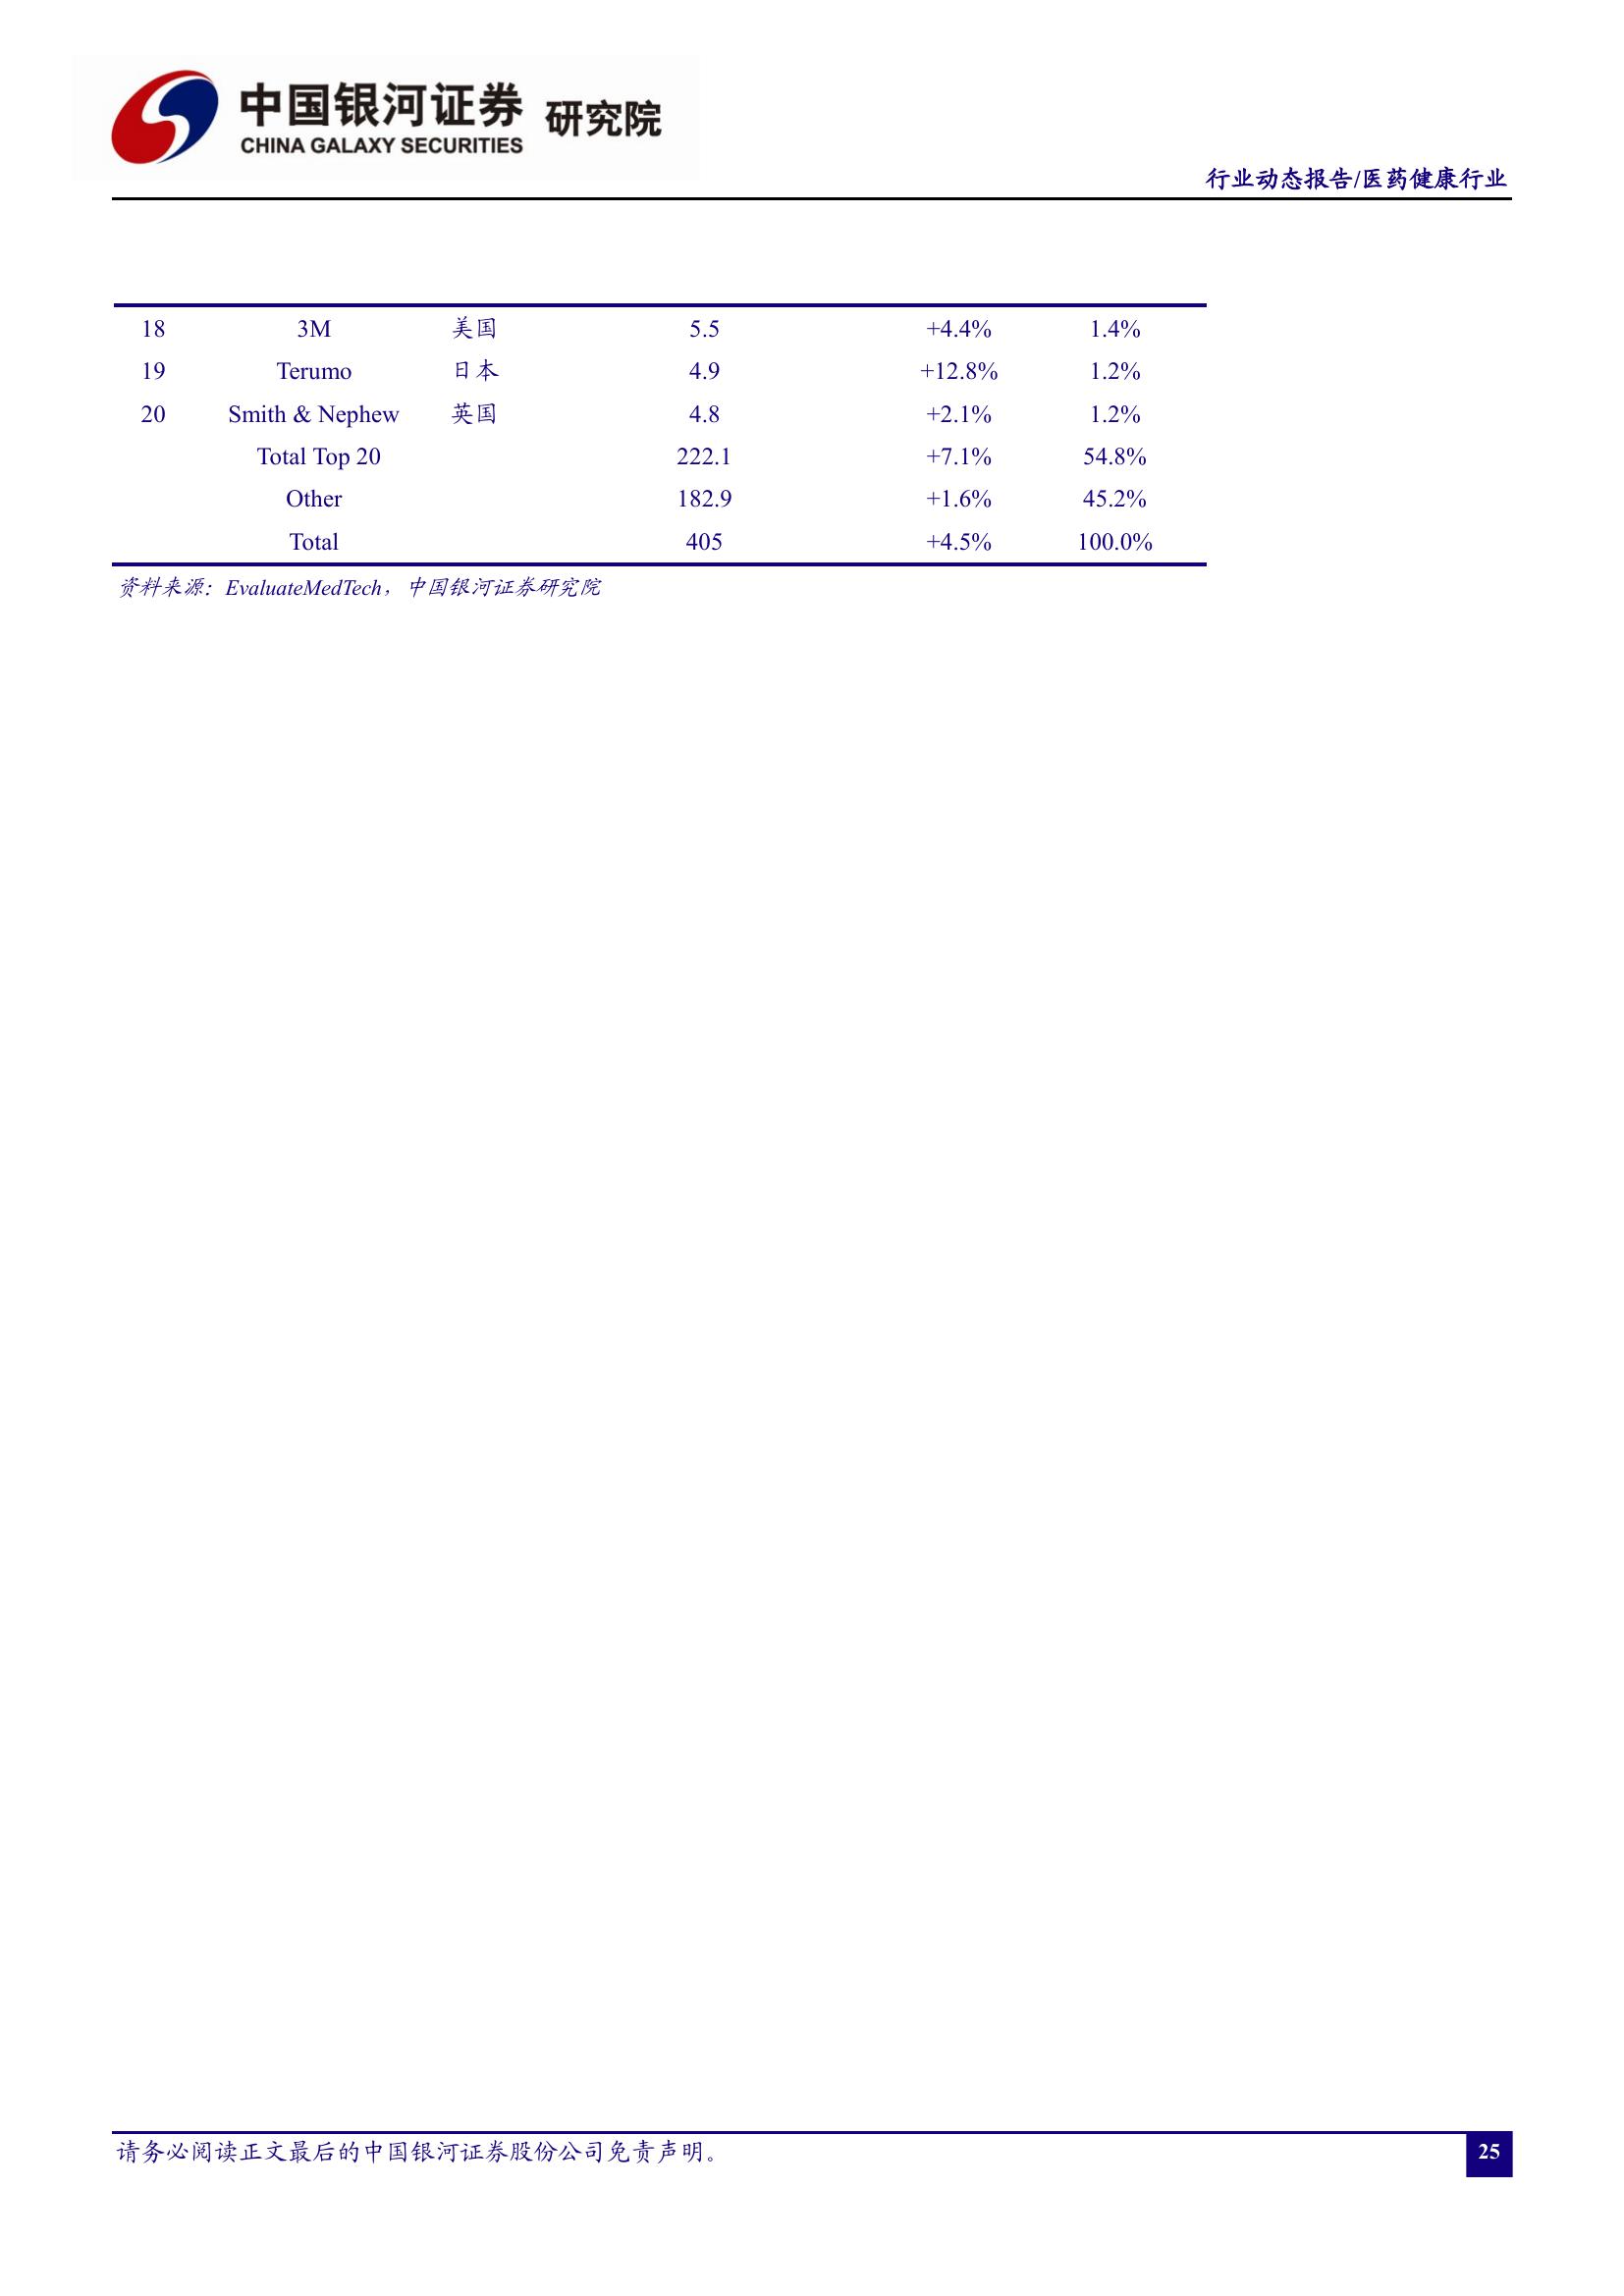 中国银河证券 研究院
CHINA GALAXY SECURITIES
行业动态报告/医药健康行业
18 3M 美国 5.5 +4.4% 1.4%
19 Terumo 日本 4.9 +12.8% 1.2%
20 Smith & Nephew 英国 4.8 +2.1% 1.2%
Total Top 20 222.1 +7.1% 54.8%
Other 182.9 +1.6% 45.2%
Total 405 +4.5% 100.0%
资料来源：EvaluateMedTech，中国银河证券研究院
请务必阅读正文最后的中国银河证券股份公司免责声明。
25